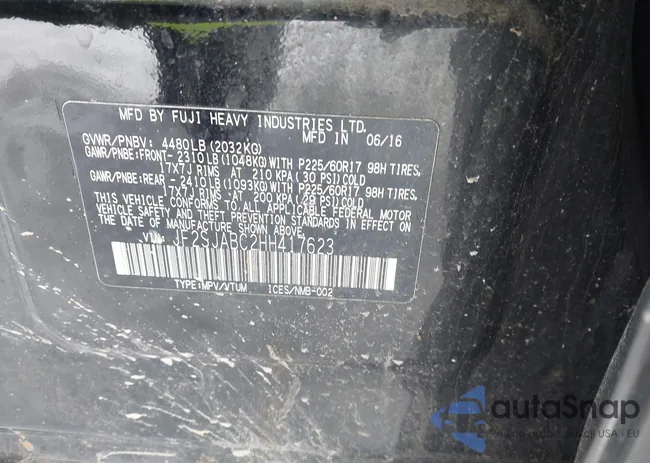 MFD BY FUJI HEAVY INDUSTRIES LTD.
GVWR/PNBV: 4480LB(2032KG) MFD IN 06/16
GAWR/PNBE:FRONT- 2310LB(1048KG)WITH P225/60R17 98H TIRES,
17X7J RIMS AT 210 KPA(30 PSI)COLD
GAWR/PNBE:REAR -2410LB(1093KG)WITH P225/60R17 98H TIRES,
17X7J RIMS AT 200 KPA(29 PSI)COLD
THIS VEHICLE CONFORMS TO ALL APPLICABLE FEDERAL MOTOR
VEHICLE SAFETY AND THEFT PREVENTION STANDARDS IN EFFECT
ON THE DATE OF MANUFACTURE SHOWN ABOVE.
VIN: JF2SJABC2HH417623
TYPE:MPV/VTUM ICES/NMB-002
autoSnap
USA | EU